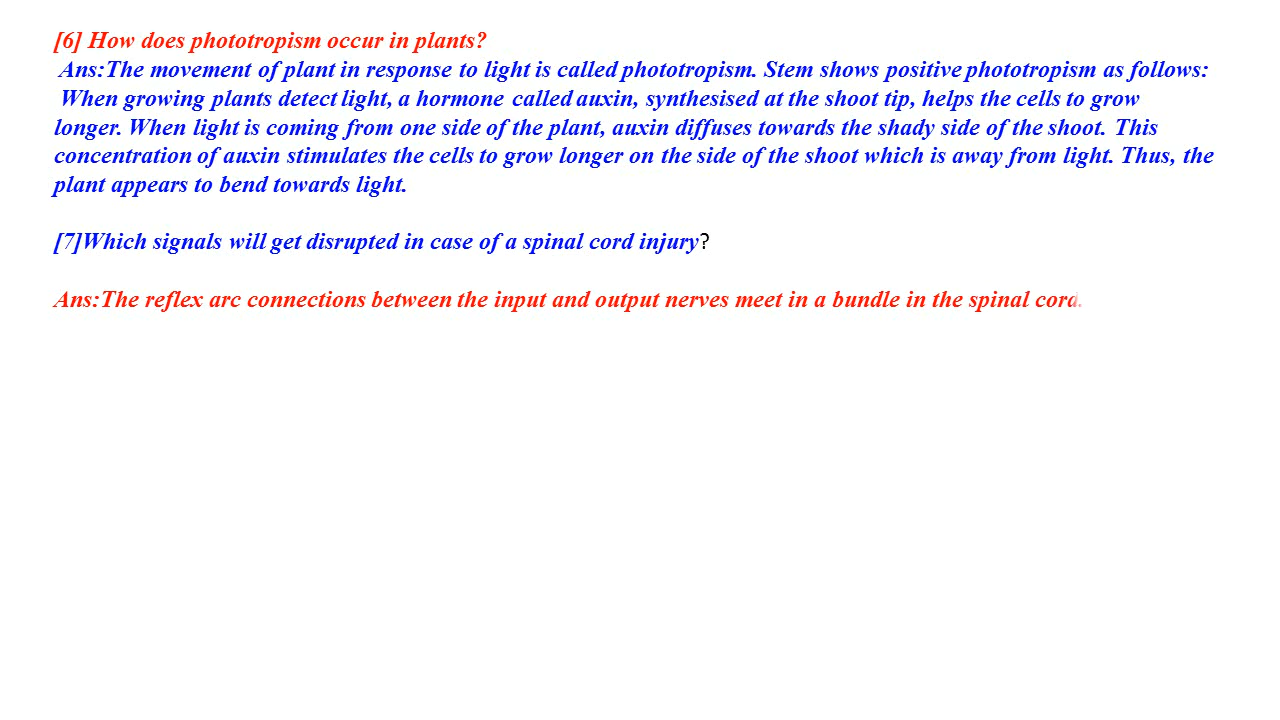 [6] How does phototropism occur in plants?
Ans:The movement of plant in response to light is called phototropism. Stem shows positive phototropism as follows:
When growing plants detect light, a hormone called auxin, synthesised at the shoot tip, helps the cells to grow
longer. When light is coming from one side of the plant, auxin diffuses towards the shady side of the shoot. This
concentration of auxin stimulates the cells to grow longer on the side of the shoot which is away from light. Thus, the
plant appears to bend towards light.
[7]Which signals will get disrupted in case of a spinal cord injury?
Ans:The reflex arc connections between the input and output nerves meet in a bundle in the spinal cord.